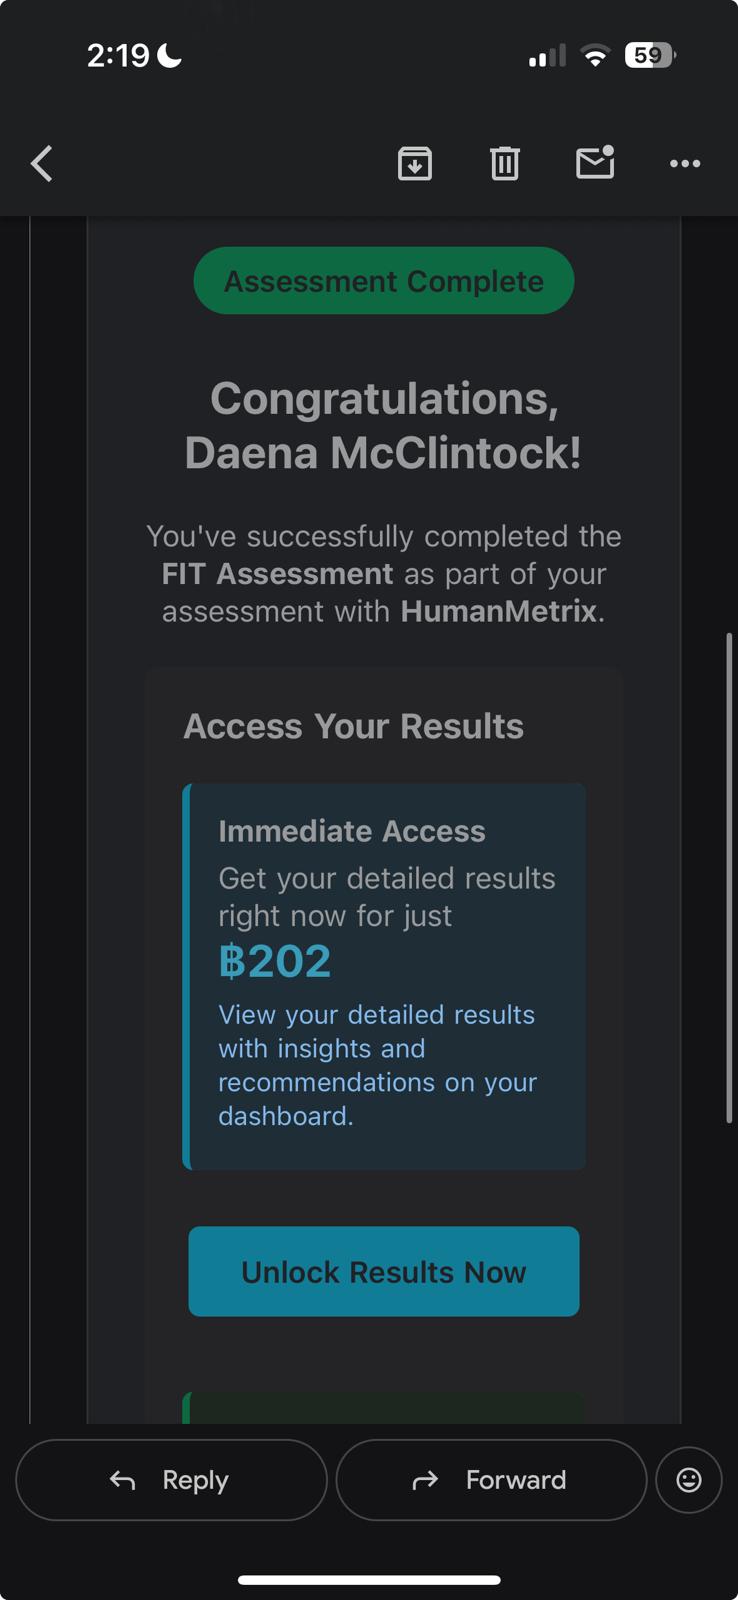 2:19
59
Assessment Complete
Congratulations,
Daena McClintock!
You've successfully completed the
FIT Assessment as part of your
assessment with HumanMetrix.
Access Your Results
Immediate Access
Get your detailed results
right now for just
฿202
View your detailed results
with insights and
recommendations on your
dashboard.
Unlock Results Now
Reply
Forward